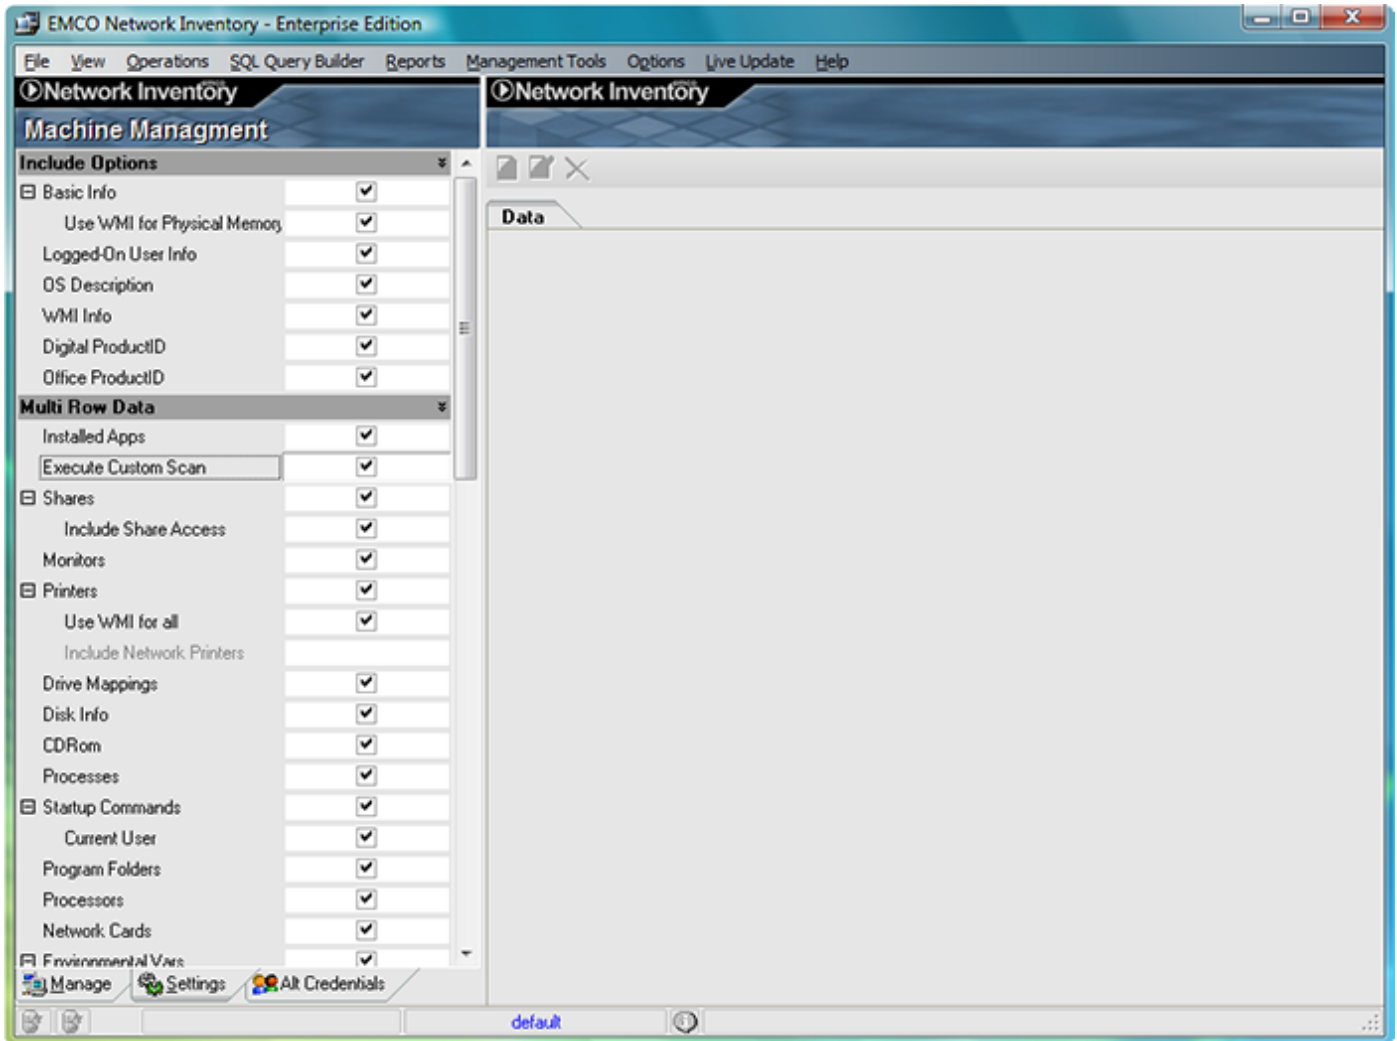 EMCO Network Inventory - Enterprise Edition
File View Operations SQL Query Builder Reports Management Tools Options Live Update Help
Network Inventory emco
Network Inventory emco
Machine Managment
Include Options
Basic Info
Use WMI for Physical Memory
Data
Logged-On User Info
OS Description
WMI Info
Digital ProductID
Office ProductID
Multi Row Data
Installed Apps
Execute Custom Scan
Shares
Include Share Access
Monitors
Printers
Use WMI for all
Include Network Printers
Drive Mappings
Disk Info
CDRom
Processes
Startup Commands
Current User
Program Folders
Processors
Network Cards
Environmental Vars
Manage Settings Alt Credentials
default